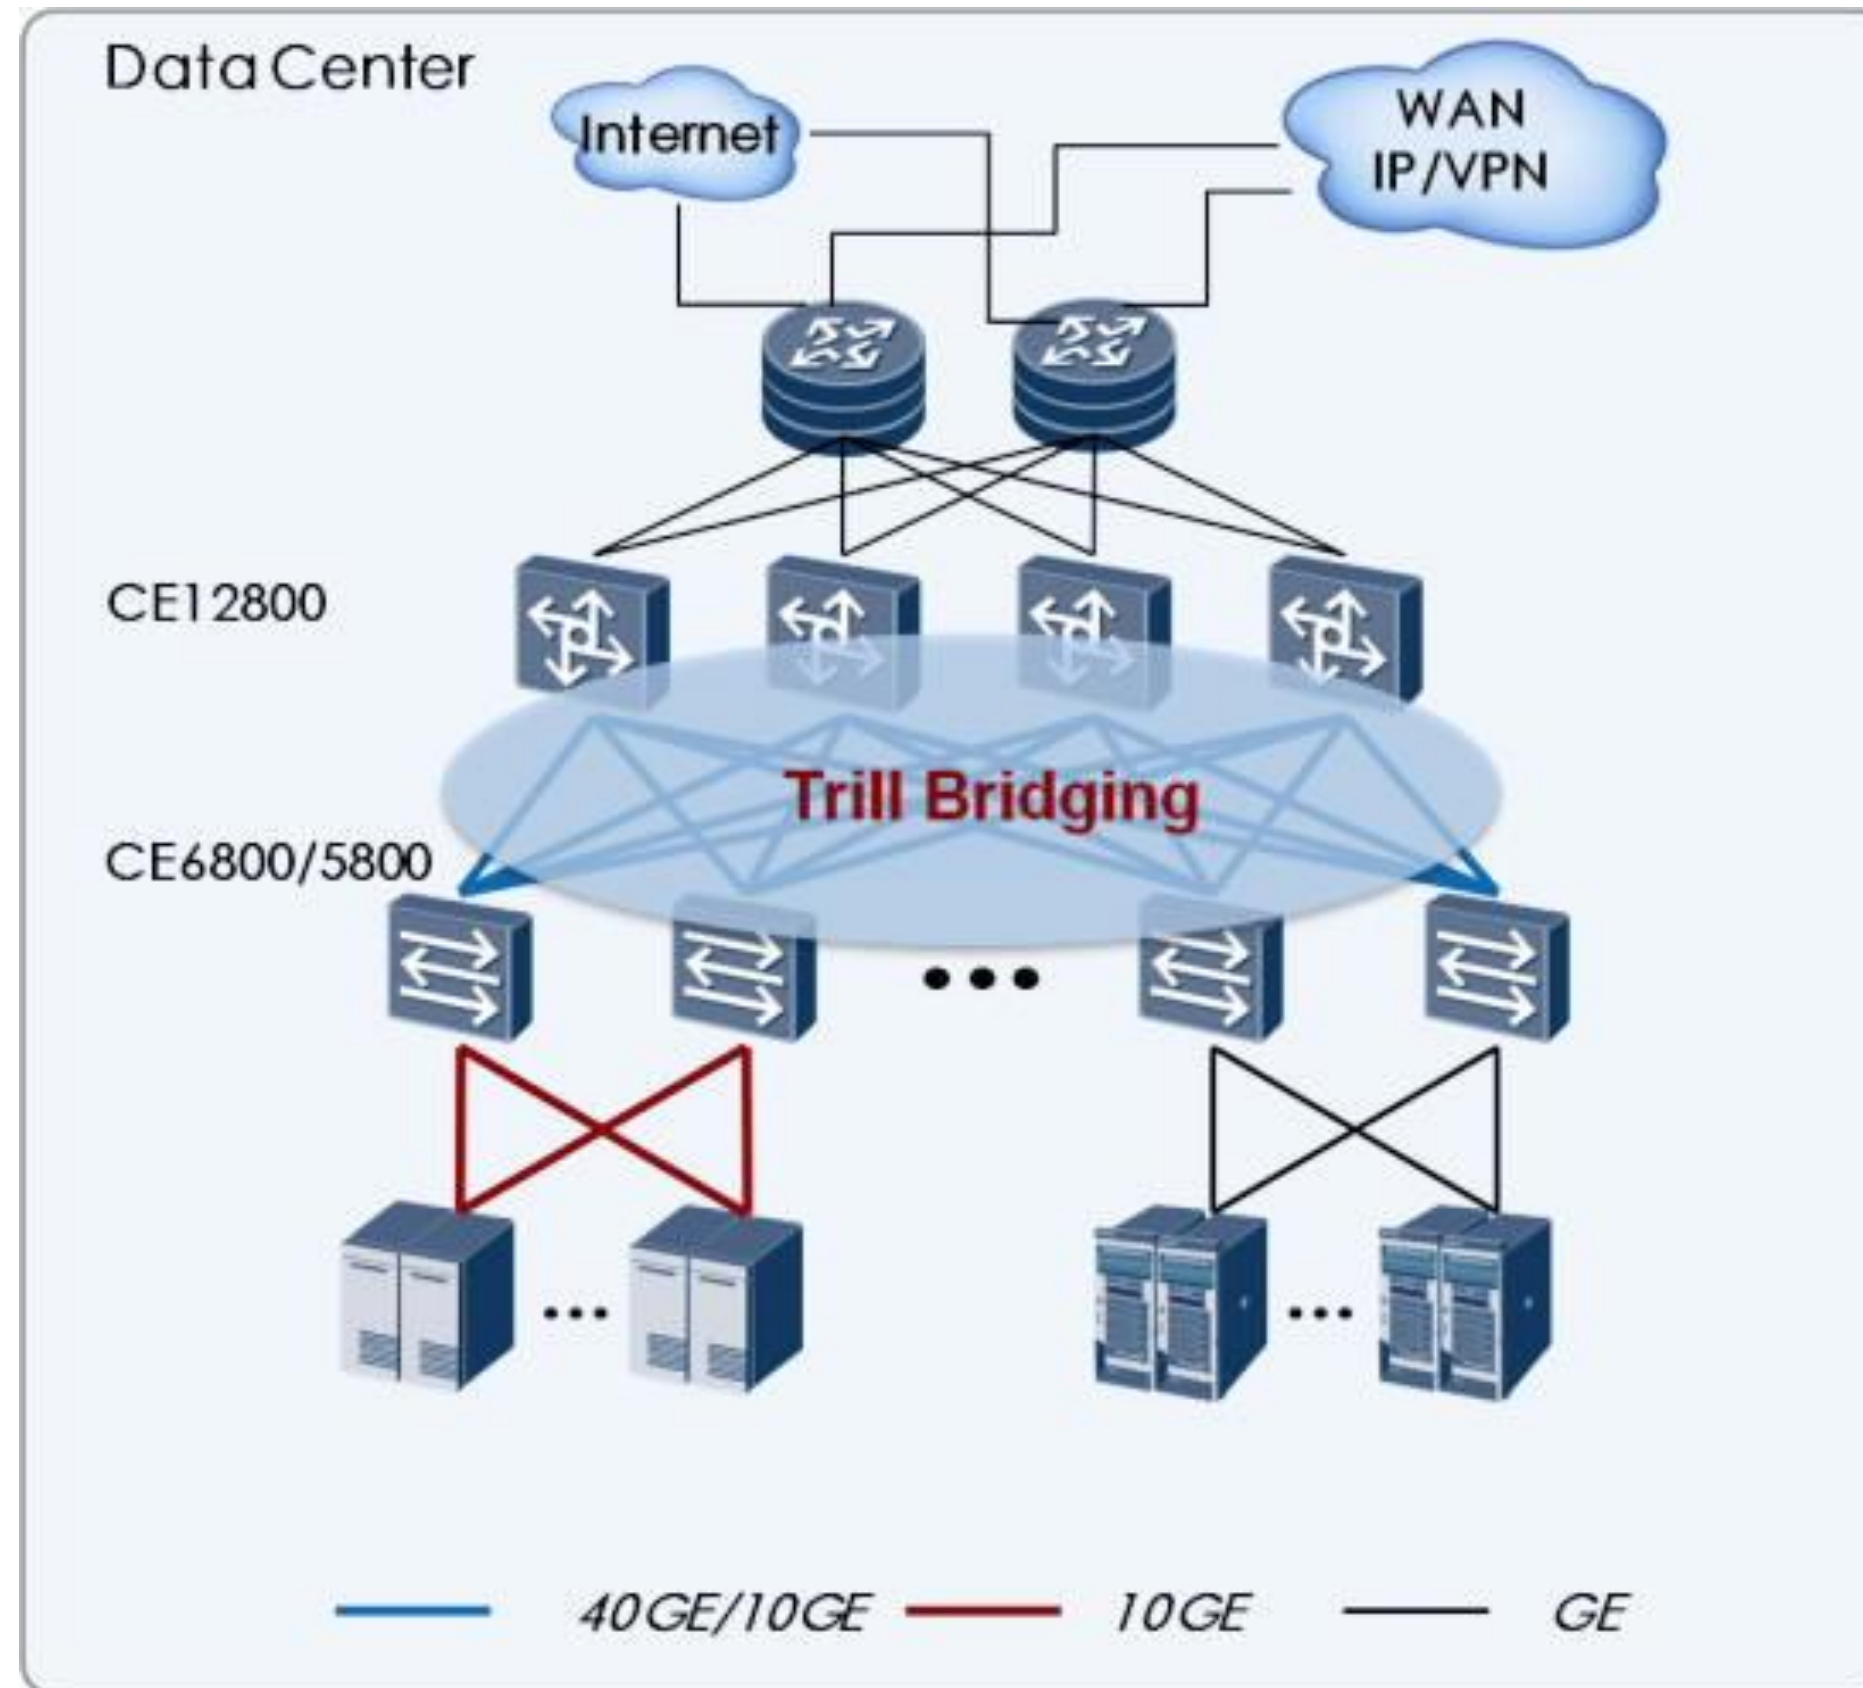 Data Center
Internet
WAN
IP/VPN
CE12800
Trill Bridging
CE6800/5800
40GE/10GE
10GE
GE